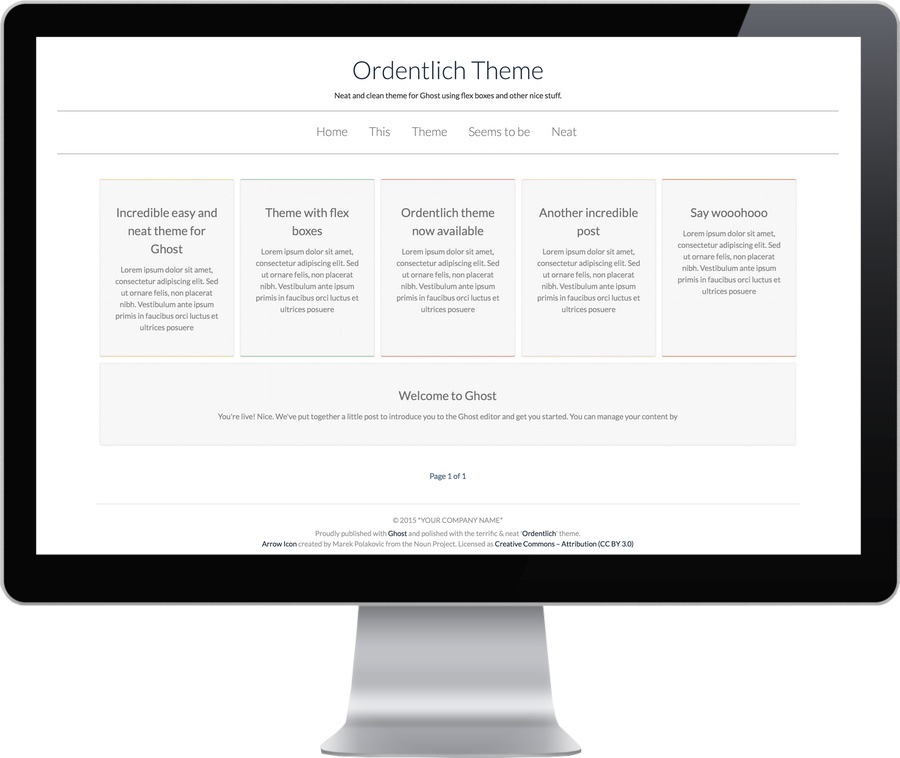 Ordentlich Theme
Neat and clean theme for Ghost using flex boxes and other nice stuff.
Home This Theme Seems to be Neat
Incredible easy and
neat theme for
Ghost
Lorem ipsum dolor sit amet,
consectetur adipiscing elit. Sed
ut ornare felis, non placerat
nibh. Vestibulum ante ipsum
primis in faucibus orci luctus et
ultrices posuere
Theme with flex
boxes
Lorem ipsum dolor sit amet,
consectetur adipiscing elit. Sed
ut ornare felis, non placerat
nibh. Vestibulum ante ipsum
primis in faucibus orci luctus et
ultrices posuere
Ordentlich theme
now available
Lorem ipsum dolor sit amet,
consectetur adipiscing elit. Sed
ut ornare felis, non placerat
nibh. Vestibulum ante ipsum
primis in faucibus orci luctus et
ultrices posuere
Another incredible
post
Lorem ipsum dolor sit amet,
consectetur adipiscing elit. Sed
ut ornare felis, non placerat
nibh. Vestibulum ante ipsum
primis in faucibus orci luctus et
ultrices posuere
Say wooohooo
Lorem ipsum dolor sit amet,
consectetur adipiscing elit. Sed
ut ornare felis, non placerat
nibh. Vestibulum ante ipsum
primis in faucibus orci luctus et
ultrices posuere
Welcome to Ghost
You're live! Nice. We've put together a little post to introduce you to the Ghost editor and get you started. You can manage your content by
Page 1 of 1
© 2015 "YOUR COMPANY NAME"
Proudly published with Ghost and polished with the terrific & neat 'Ordentlich' theme.
Arrow Icon created by Marek Polakovic from the Noun Project. Licensed as Creative Commons – Attribution (CC BY 3.0)